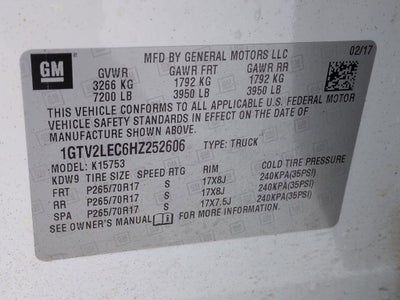 GM
MFD BY GENERAL MOTORS LLC 02/17
GVWR GAWR FRT GAWR RR
3266 KG 1792 KG 1792 KG
7200 LB 3950 LB 3950 LB
THIS VEHICLE CONFORMS TO ALL APPLICABLE U.S. FEDERAL MOTOR
VEHICLE SAFETY STANDARDS IN EFFECT ON THE DATE OF
MANUFACTURE SHOWN ABOVE.
1GTV2LEC6HZ252606 TYPE: TRUCK
MODEL: K15753
KDW9 TIRE SIZE SPEED RTG RIM COLD TIRE PRESSURE
FRT P265/70R17 S 17X8J 240KPA(35PSI)
RR P265/70R17 S 17X8J 240KPA(35PSI)
SPA P265/70R17 S 17X7.5J 240KPA(35PSI)
SEE OWNER'S MANUAL FOR MORE INFORMATION.